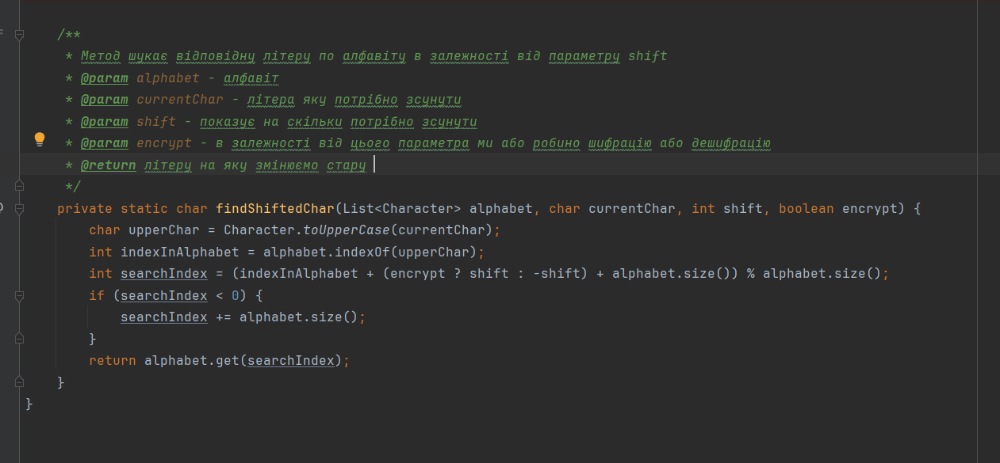 /**
* Метод шукає відповідну літеру по алфавіту в залежності від параметру shift
* @param alphabet - алфавіт
* @param currentChar - літера яку потрібно зсунути
* @param shift - показує на скільки потрібно зсунути
* @param encrypt - в залежності від цього параметра ми або робино шифрацію або дешифрацію
* @return літеру на яку змінюємо стару
*/
private static char findShiftedChar(List<Character> alphabet, char currentChar, int shift, boolean encrypt) {
char upperChar = Character.toUpperCase(currentChar);
int indexInAlphabet = alphabet.indexOf(upperChar);
int searchIndex = (indexInAlphabet + (encrypt ? shift : -shift) + alphabet.size()) % alphabet.size();
if (searchIndex < 0) {
searchIndex += alphabet.size();
}
return alphabet.get(searchIndex);
}
}